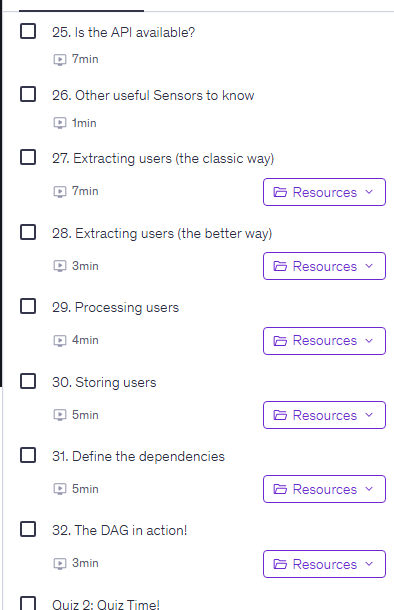 25. Is the API available?
7min
26. Other useful Sensors to know
1min
27. Extracting users (the classic way)
7min
Resources
28. Extracting users (the better way)
3min
Resources
29. Processing users
4min
Resources
30. Storing users
5min
Resources
31. Define the dependencies
5min
Resources
32. The DAG in action!
3min
Resources
Quiz 2: Quiz Time!